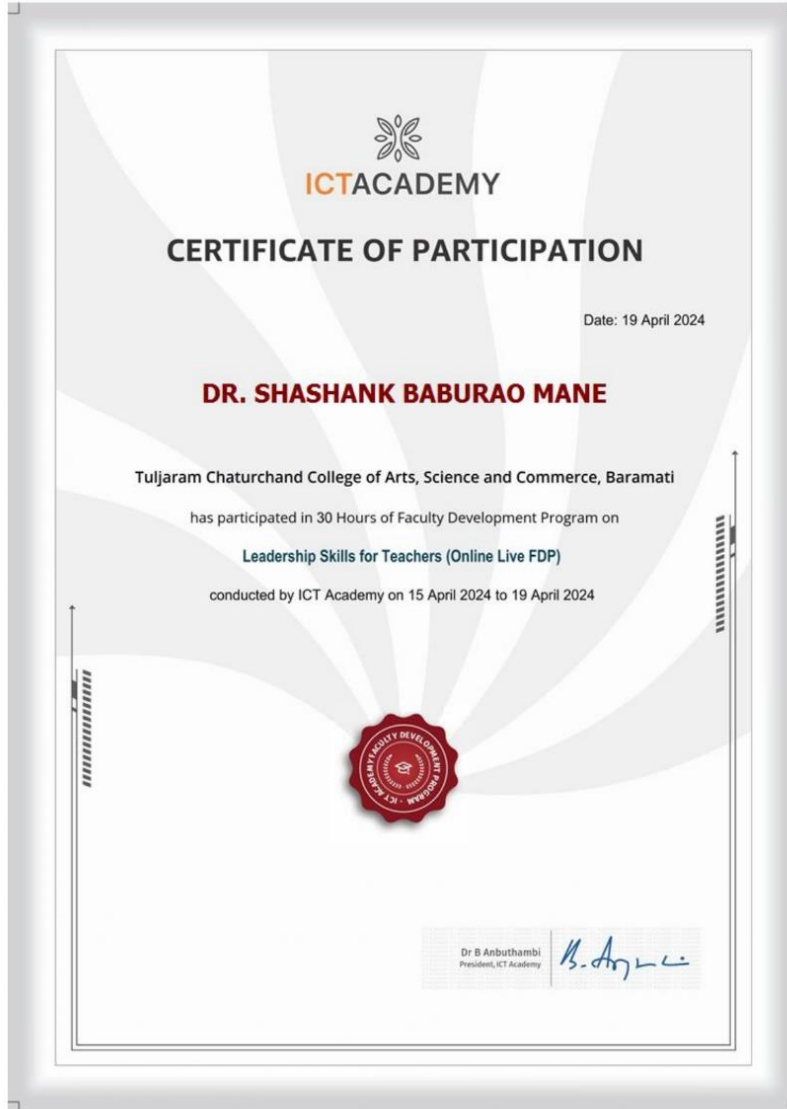 ICTACADEMY
CERTIFICATE OF PARTICIPATION
Date: 19 April 2024
DR. SHASHANK BABURAO MANE
Tuljaram Chaturchand College of Arts, Science and Commerce, Baramati
has participated in 30 Hours of Faculty Development Program on
Leadership Skills for Teachers (Online Live FDP)
conducted by ICT Academy on 15 April 2024 to 19 April 2024
FACULTY DEVELOPMENT PROGRAM · ICT ACADEMY
Dr B Anbuthambi
President, ICT Academy